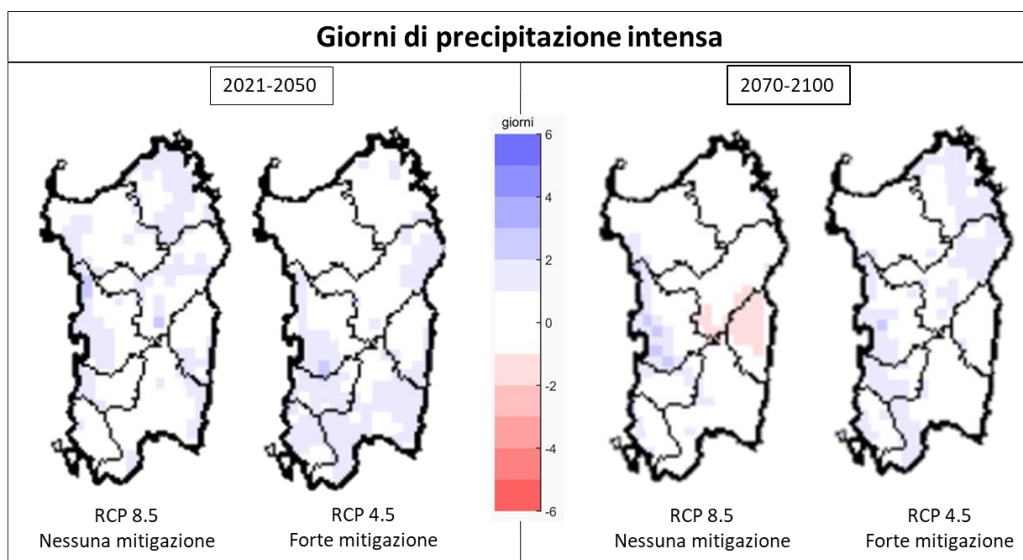 Giorni di precipitazione intensa
2021-2050
2070-2100
giorni
6
4
2
0
-2
-4
-6
RCP 8.5
Nessuna mitigazione
RCP 4.5
Forte mitigazione
RCP 8.5
Nessuna mitigazione
RCP 4.5
Forte mitigazione